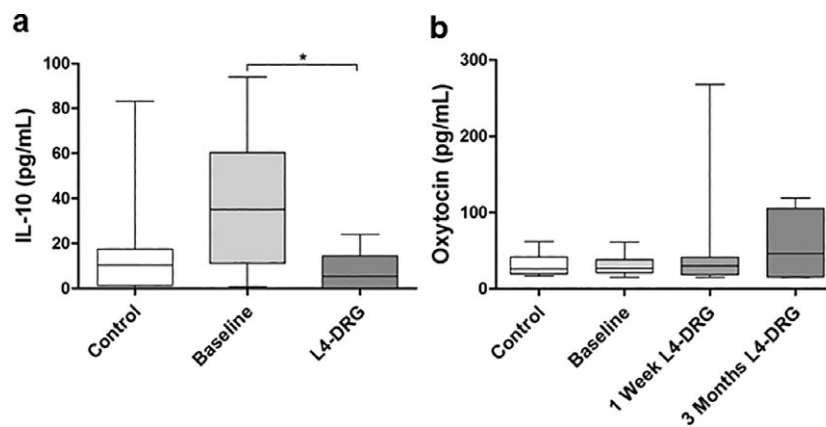 a
IL-10 (pg/mL)
100
80
60
40
20
0
*
Control
Baseline
L4-DRG
b
Oxytocin (pg/mL)
300
200
100
0
Control
Baseline
1 Week L4-DRG
3 Months L4-DRG